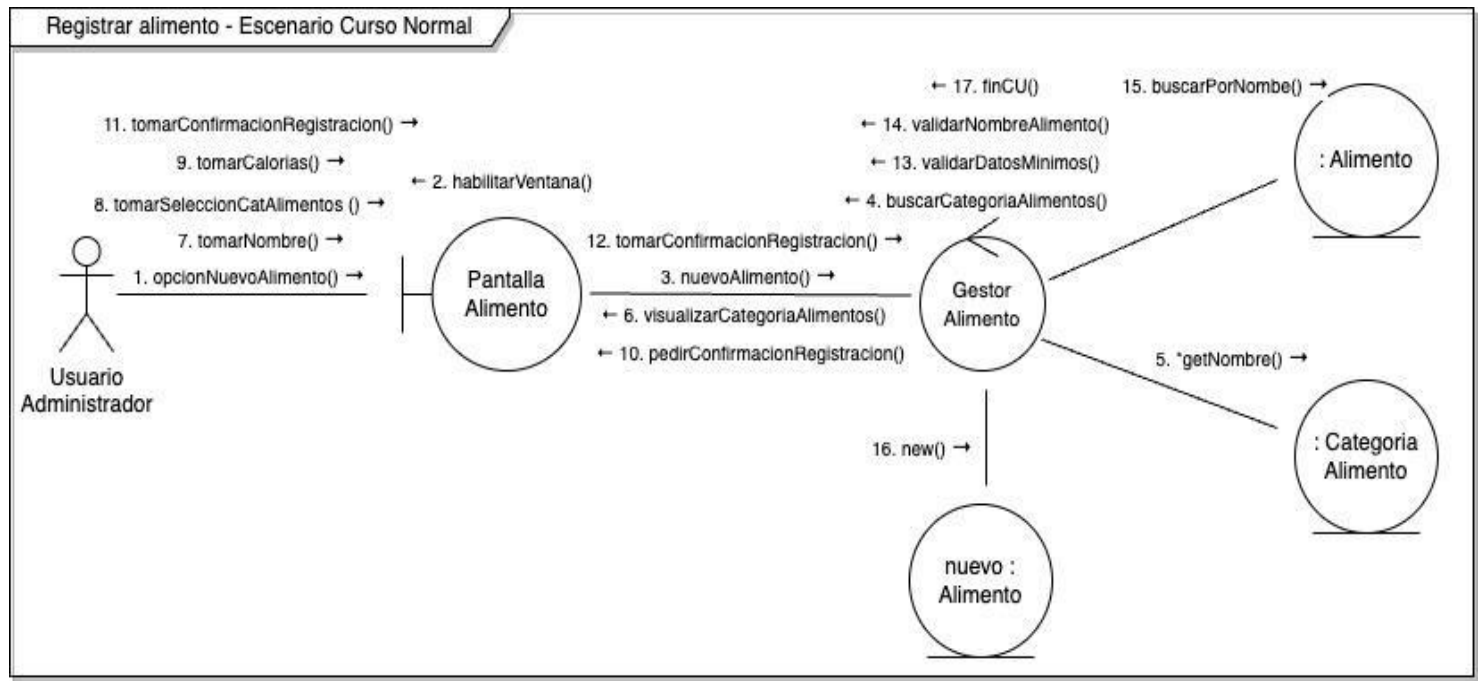 Registrar alimento - Escenario Curso Normal
← 17. finCU()
15. buscarPorNombe() →
11. tomarConfirmacionRegistracion() →
← 14. validarNombreAlimento()
9. tomarCalorias() →
← 13. validarDatosMinimos()
: Alimento
← 2. habilitarVentana()
8. tomarSeleccionCatAlimentos () →
← 4. buscarCategoriaAlimentos()
7. tomarNombre() →
12. tomarConfirmacionRegistracion() →
1. opcionNuevoAlimento() →
Pantalla
Alimento
3. nuevoAlimento() →
Gestor
Alimento
← 6. visualizarCategoriaAlimentos()
← 10. pedirConfirmacionRegistracion()
5. *getNombre() →
Usuario
Administrador
16. new() →
: Categoria
Alimento
nuevo :
Alimento